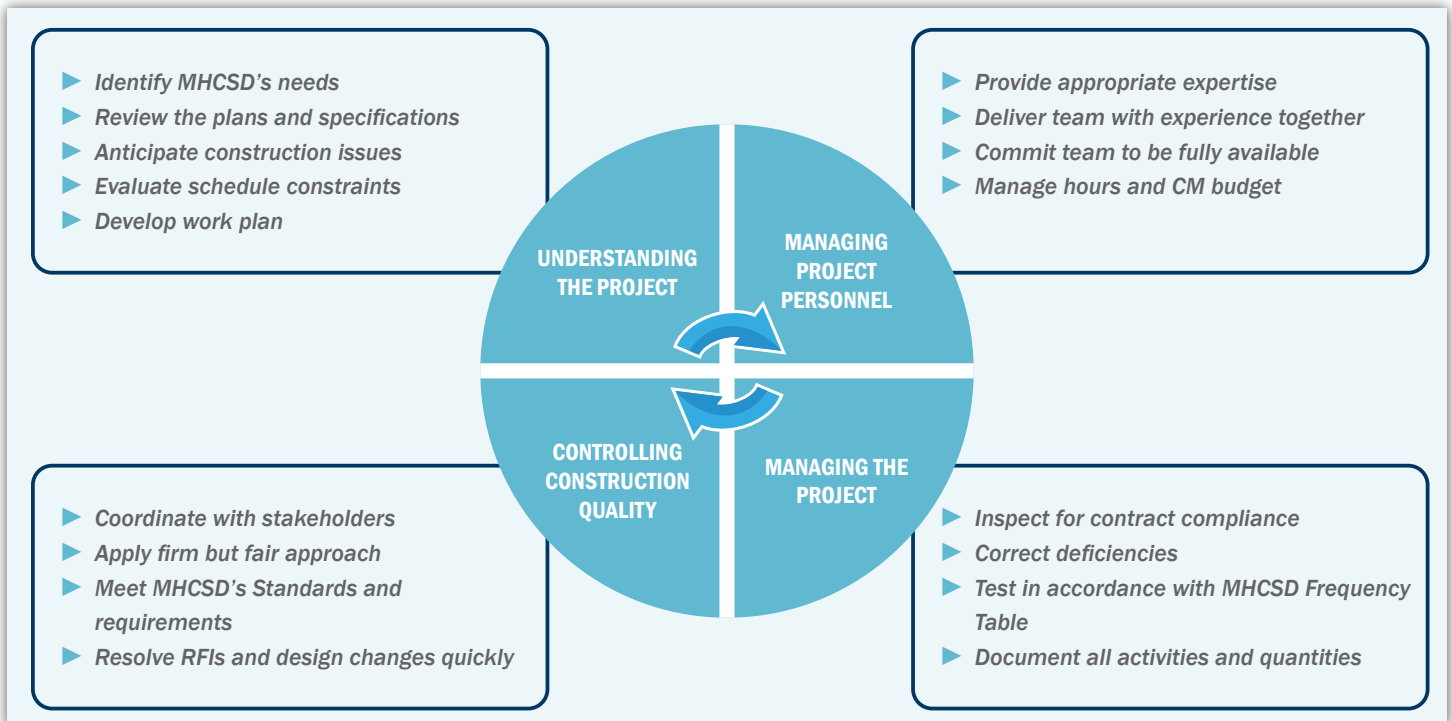 Identify MHCSD's needs
Review the plans and specifications
Anticipate construction issues
Evaluate schedule constraints
Develop work plan
Provide appropriate expertise
Deliver team with experience together
Commit team to be fully available
Manage hours and CM budget
UNDERSTANDING
THE PROJECT
MANAGING
PROJECT
PERSONNEL
CONTROLLING
CONSTRUCTION
QUALITY
MANAGING THE
PROJECT
Coordinate with stakeholders
Apply firm but fair approach
Meet MHCSD's Standards and
requirements
Resolve RFIs and design changes quickly
Inspect for contract compliance
Correct deficiencies
Test in accordance with MHCSD Frequency
Table
Document all activities and quantities